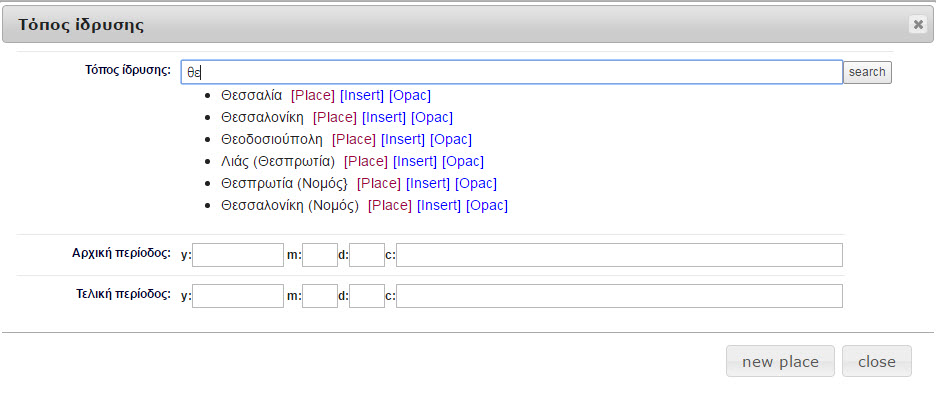 Τόπος ίδρυσης
Τόπος ίδρυσης: θε search
Θεσσαλία [Place] [Insert] [Opac]
Θεσσαλονίκη [Place] [Insert] [Opac]
Θεοδοσιούπολη [Place] [Insert] [Opac]
Λιάς (Θεσπρωτία) [Place] [Insert] [Opac]
Θεσπρωτία (Νομός} [Place] [Insert] [Opac]
Θεσσαλονίκη (Νομός) [Place] [Insert] [Opac]
Αρχική περίοδος: y: m: d: c:
Τελική περίοδος: y: m: d: c:
new place close